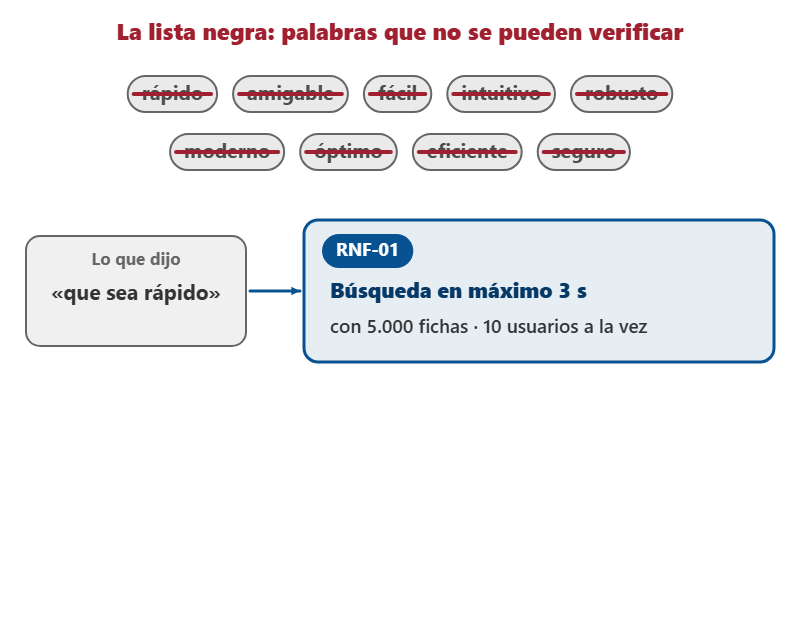 La lista negra: palabras que no se pueden verificar
rápido amigable fácil intuitivo robusto
moderno óptimo eficiente seguro
Lo que dijo
«que sea rápido»
RNF-01
Búsqueda en máximo 3 s
con 5.000 fichas · 10 usuarios a la vez